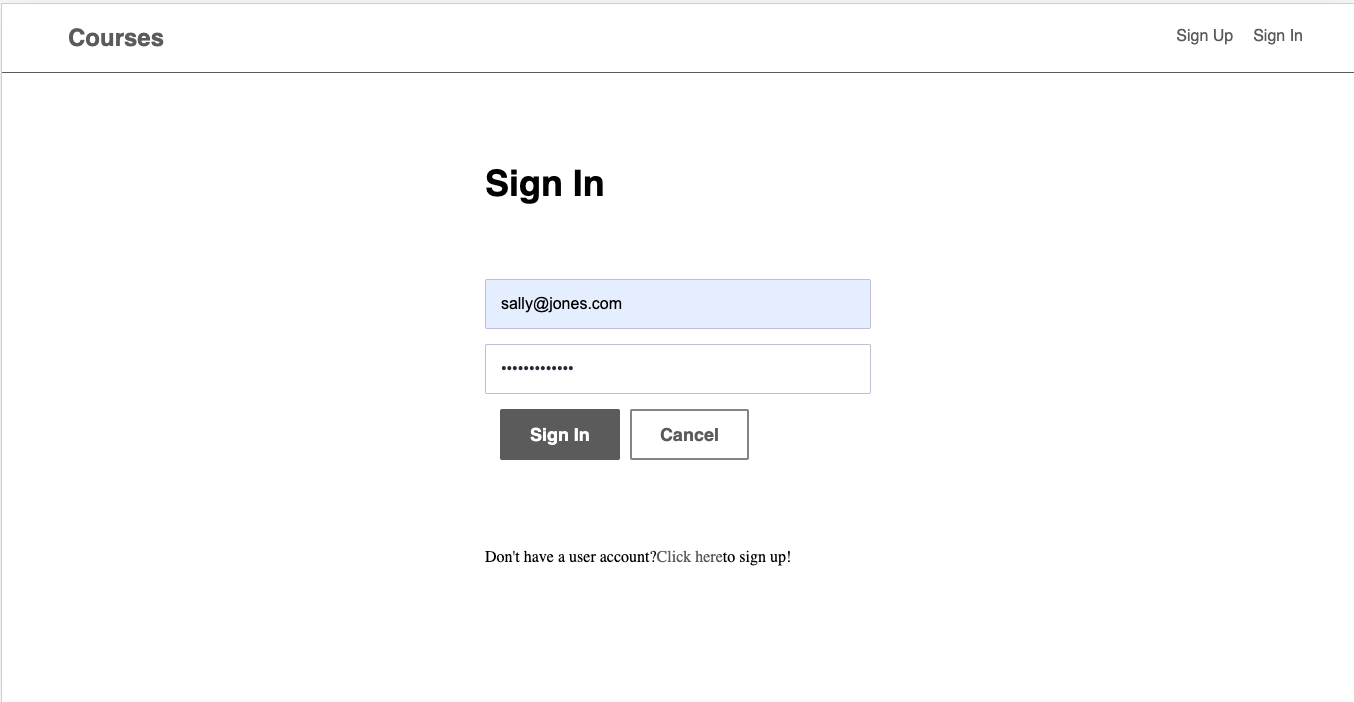 Courses
Sign Up Sign In
Sign In
sally@jones.com
•••••••••••••
Sign In Cancel
Don't have a user account?Click hereto sign up!